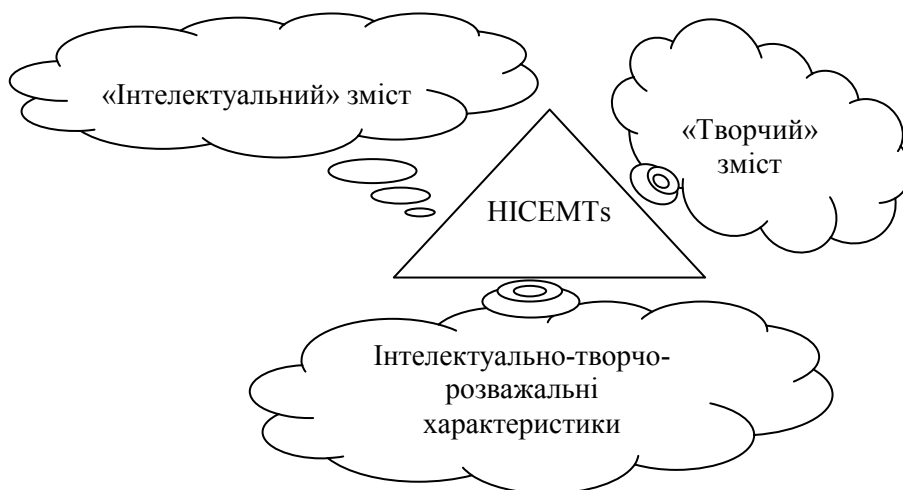 «Інтелектуальний» зміст
«Творчий»
зміст
HICEMTs
Інтелектуально-творчо-
розважальні
характеристики